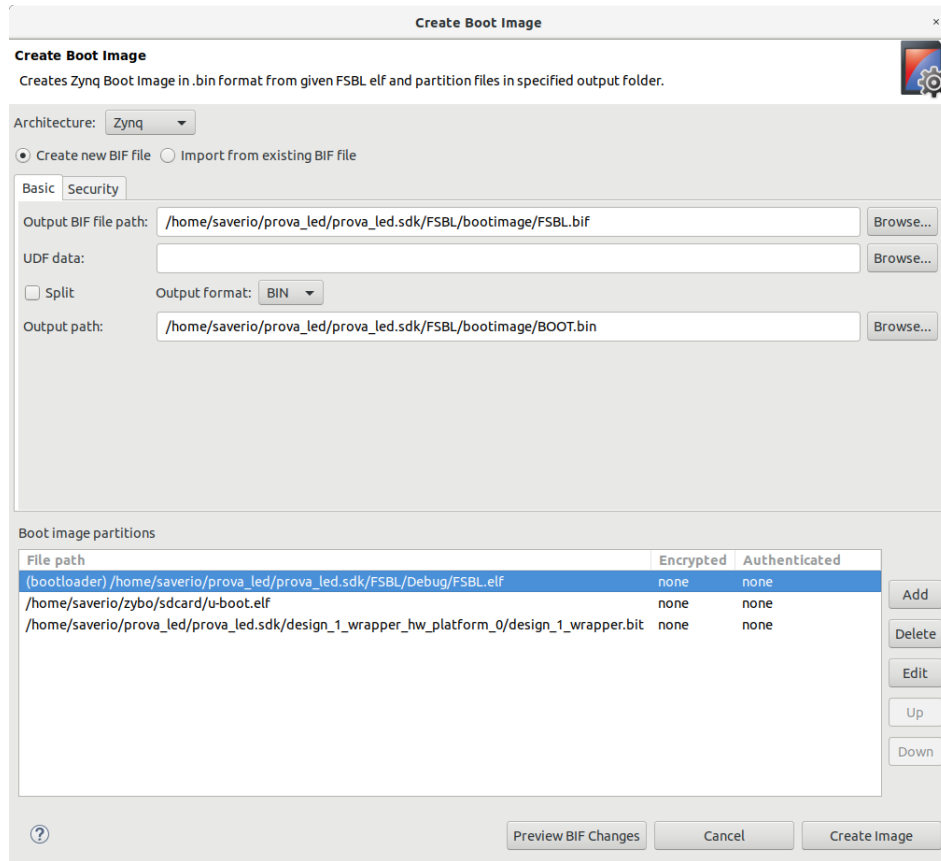 Create Boot Image
×
Create Boot Image
Creates Zynq Boot Image in .bin format from given FSBL elf and partition files in specified output folder.
Architecture: Zynq
Create new BIF file Import from existing BIF file
Basic Security
Output BIF file path: /home/saverio/prova_led/prova_led.sdk/FSBL/bootimage/FSBL.bif Browse...
UDF data: Browse...
Split Output format: BIN
Output path: /home/saverio/prova_led/prova_led.sdk/FSBL/bootimage/BOOT.bin Browse...
Boot image partitions
File path Encrypted Authenticated
(bootloader) /home/saverio/prova_led/prova_led.sdk/FSBL/Debug/FSBL.elf none none
/home/saverio/zybo/sdcard/u-boot.elf none none
/home/saverio/prova_led/prova_led.sdk/design_1_wrapper_hw_platform_0/design_1_wrapper.bit none none
Add
Delete
Edit
Up
Down
? Preview BIF Changes Cancel Create Image